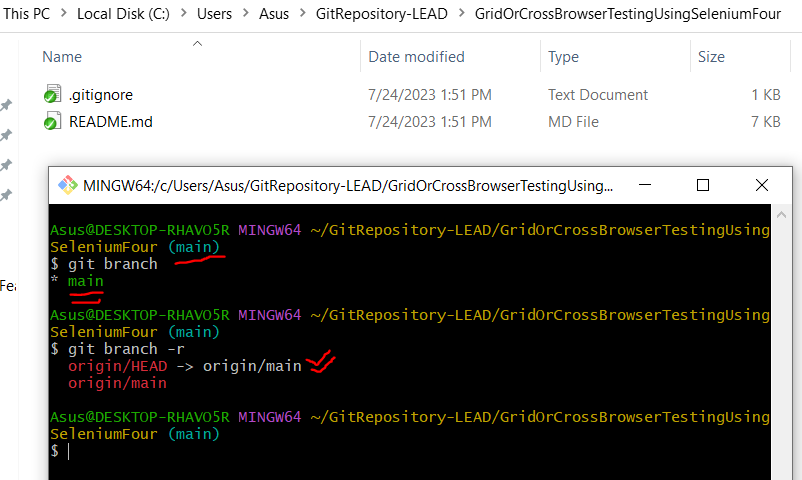 This PC > Local Disk (C:) > Users > Asus > GitRepository-LEAD > GridOrCrossBrowserTestingUsingSeleniumFour
Name Date modified Type Size
.gitignore 7/24/2023 1:51 PM Text Document 1 KB
README.md 7/24/2023 1:51 PM MD File 7 KB
MINGW64:/c/Users/Asus/GitRepository-LEAD/GridOrCrossBrowserTestingUsing...
Asus@DESKTOP-RHAVO5R MINGW64 ~/GitRepository-LEAD/GridOrCrossBrowserTestingUsing
SeleniumFour (main)
$ git branch
* main
Fea
Asus@DESKTOP-RHAVO5R MINGW64 ~/GitRepository-LEAD/GridOrCrossBrowserTestingUsing
SeleniumFour (main)
$ git branch -r
origin/HEAD -> origin/main
origin/main
Asus@DESKTOP-RHAVO5R MINGW64 ~/GitRepository-LEAD/GridOrCrossBrowserTestingUsing
SeleniumFour (main)
$